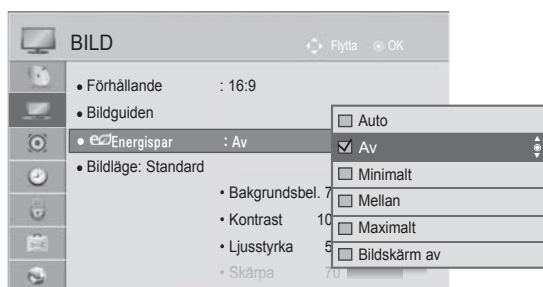 BILD
Flytta OK
• Förhållande : 16:9
• Bildguiden
• Energispar : Av
• Bildläge: Standard
• Bakgrundsbel. 7
• Kontrast 10
• Ljusstyrka 5
• Skärpa 70
Auto
Av
Minimalt
Mellan
Maximalt
Bildskärm av